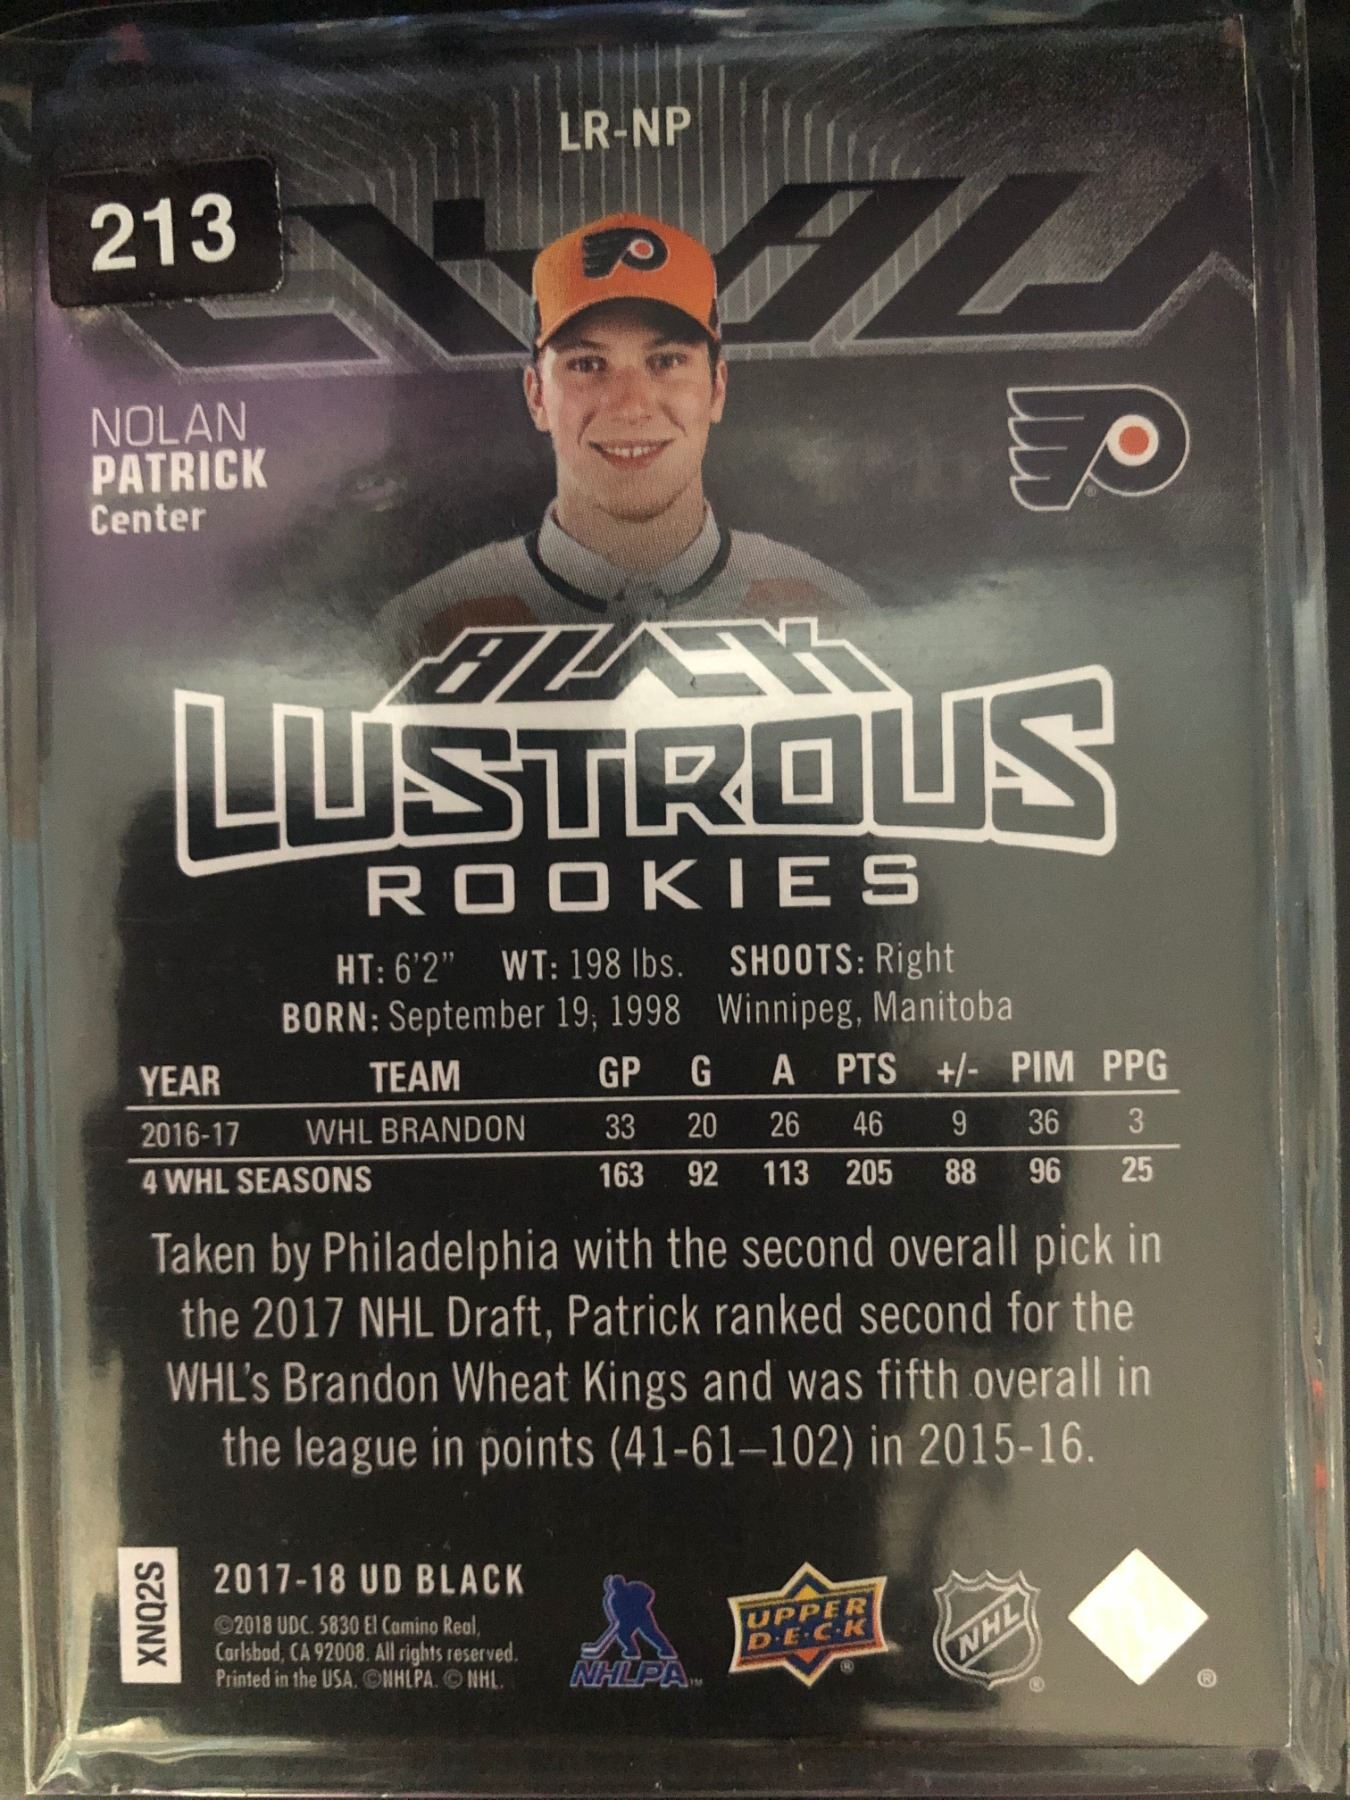 LR-NP
213
NOLAN
PATRICK
Center
BLACK
LUSTROUS
ROOKIES
HT: 6'2" WT: 198 lbs. SHOOTS: Right
BORN: September 19, 1998 Winnipeg, Manitoba
YEAR TEAM GP G A PTS +/- PIM PPG
2016-17 WHL BRANDON 33 20 26 46 9 36 3
4 WHL SEASONS 163 92 113 205 88 96 25
Taken by Philadelphia with the second overall pick in
the 2017 NHL Draft, Patrick ranked second for the
WHL's Brandon Wheat Kings and was fifth overall in
the league in points (41-61–102) in 2015-16.
XNQ2S
2017-18 UD BLACK
©2018 UDC. 5830 El Camino Real,
Carlsbad, CA 92008. All rights reserved.
Printed in the USA. ©NHLPA. © NHL.
NHLPA™
UPPER
D·E·C·K
®
NHL
®
®